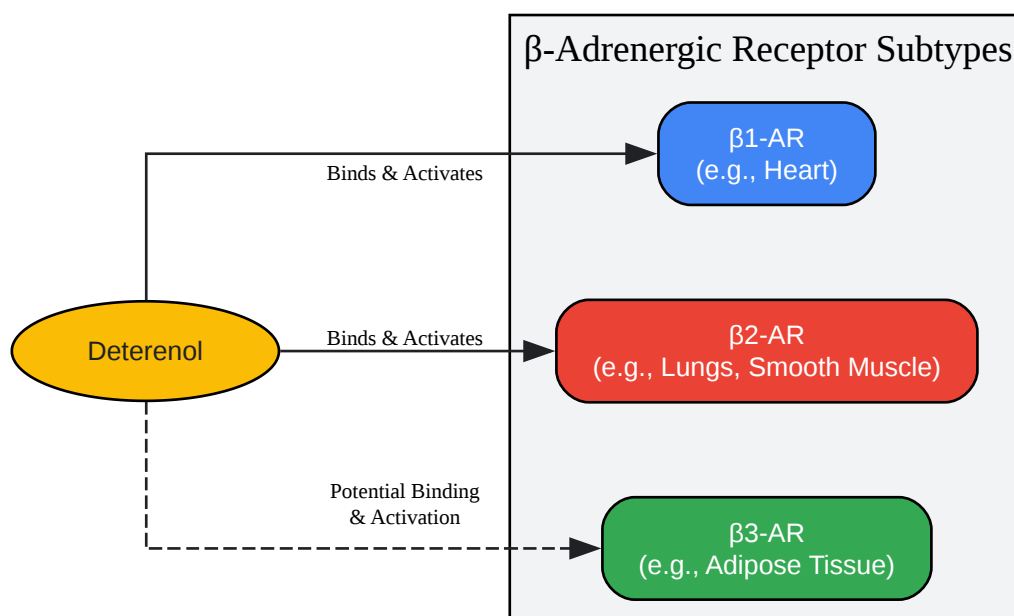 β-Adrenergic Receptor Subtypes
β1-AR
(e.g., Heart)
Binds & Activates
Deterenol
Binds & Activates
β2-AR
(e.g., Lungs, Smooth Muscle)
Potential Binding
& Activation
β3-AR
(e.g., Adipose Tissue)